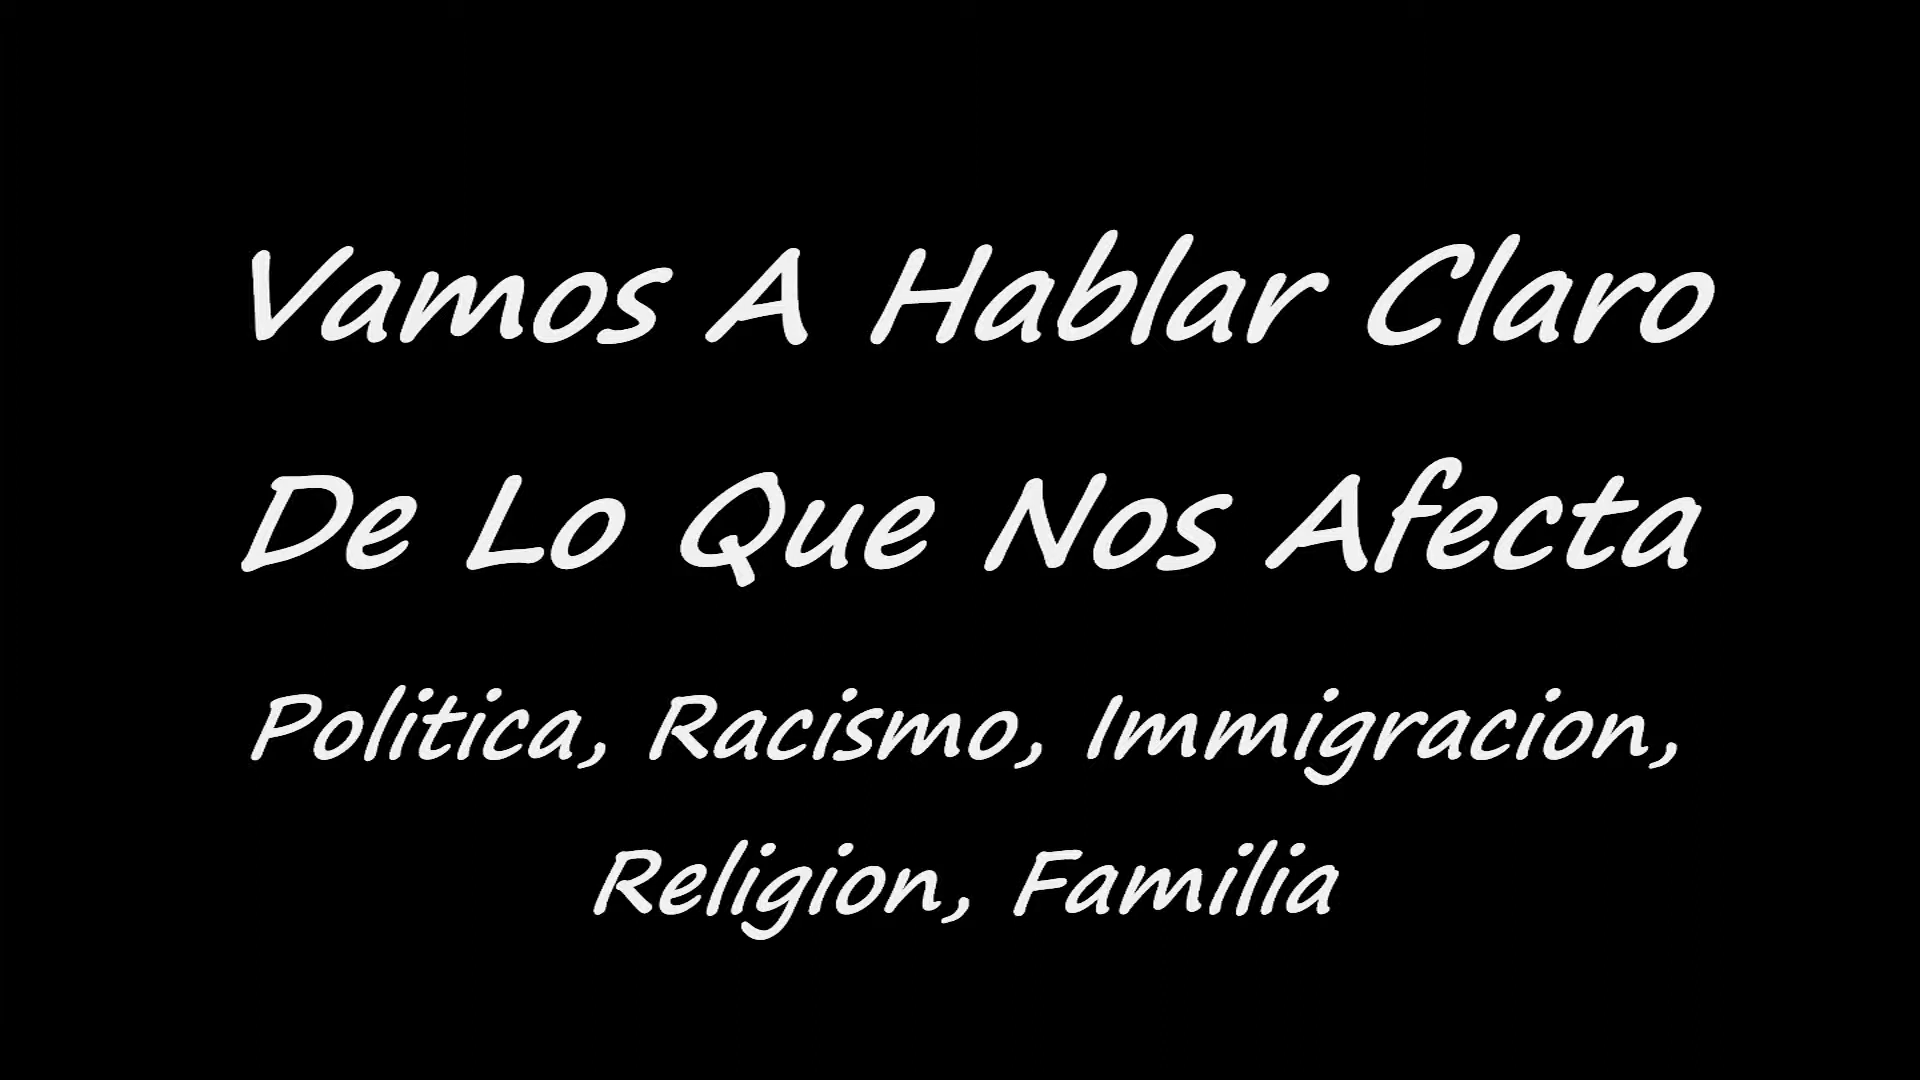 Vamos A Hablar Claro
De Lo Que Nos Afecta
Politica, Racismo, Immigracion,
Religion, Familia